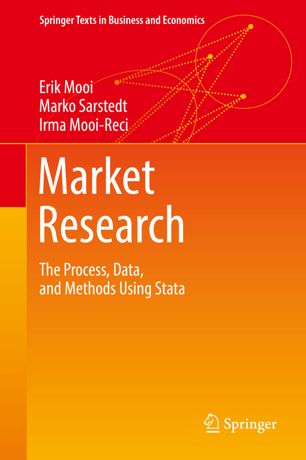 Springer Texts in Business and Economics
Erik Mooi
Marko Sarstedt
Irma Mooi-Reci
Market
Research
The Process, Data,
and Methods Using Stata
Springer